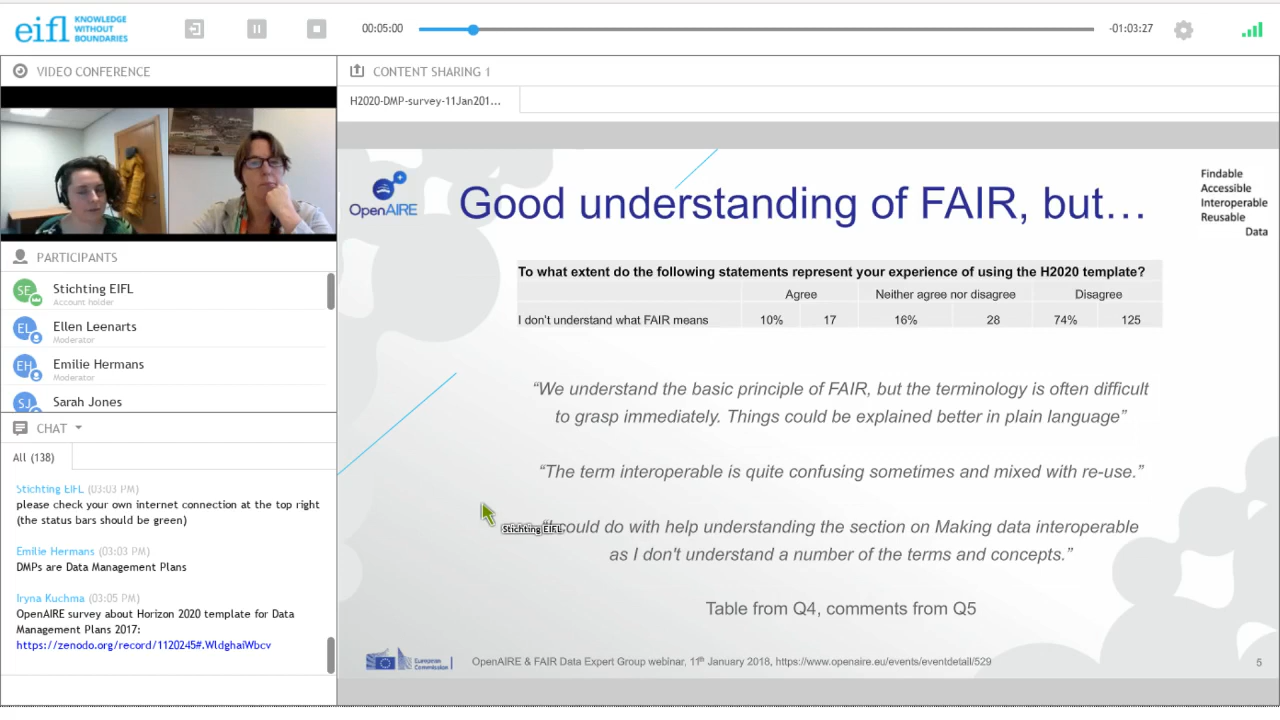 eifl KNOWLEDGE
WITHOUT
BOUNDARIES
00:05:00
-01:03:27
VIDEO CONFERENCE
CONTENT SHARING 1
H2020-DMP-survey-11Jan201...
PARTICIPANTS
SE Stichting EIFL
Account holder
EL Ellen Leenarts
Moderator
EH Emilie Hermans
Moderator
SJ Sarah Jones
CHAT
All (138)
Stichting EIFL (03:03 PM)
please check your own internet connection at the top right
(the status bars should be green)
Emilie Hermans (03:03 PM)
DMPs are Data Management Plans
Iryna Kuchma (03:05 PM)
OpenAIRE survey about Horizon 2020 template for Data
Management Plans 2017:
https://zenodo.org/record/1120245#.WldghaiWbcv
OpenAIRE
Good understanding of FAIR, but…
Findable
Accessible
Interoperable
Reusable
Data
To what extent do the following statements represent your experience of using the H2020 template?
Agree Neither agree nor disagree Disagree
I don't understand what FAIR means 10% 17 16% 28 74% 125
“We understand the basic principle of FAIR, but the terminology is often difficult
to grasp immediately. Things could be explained better in plain language”
“The term interoperable is quite confusing sometimes and mixed with re-use.”
Stichting EIFL
could do with help understanding the section on Making data interoperable
as I don't understand a number of the terms and concepts.”
Table from Q4, comments from Q5
European
Commission
OpenAIRE & FAIR Data Expert Group webinar, 11th January 2018, https://www.openaire.eu/events/eventdetail/529
5